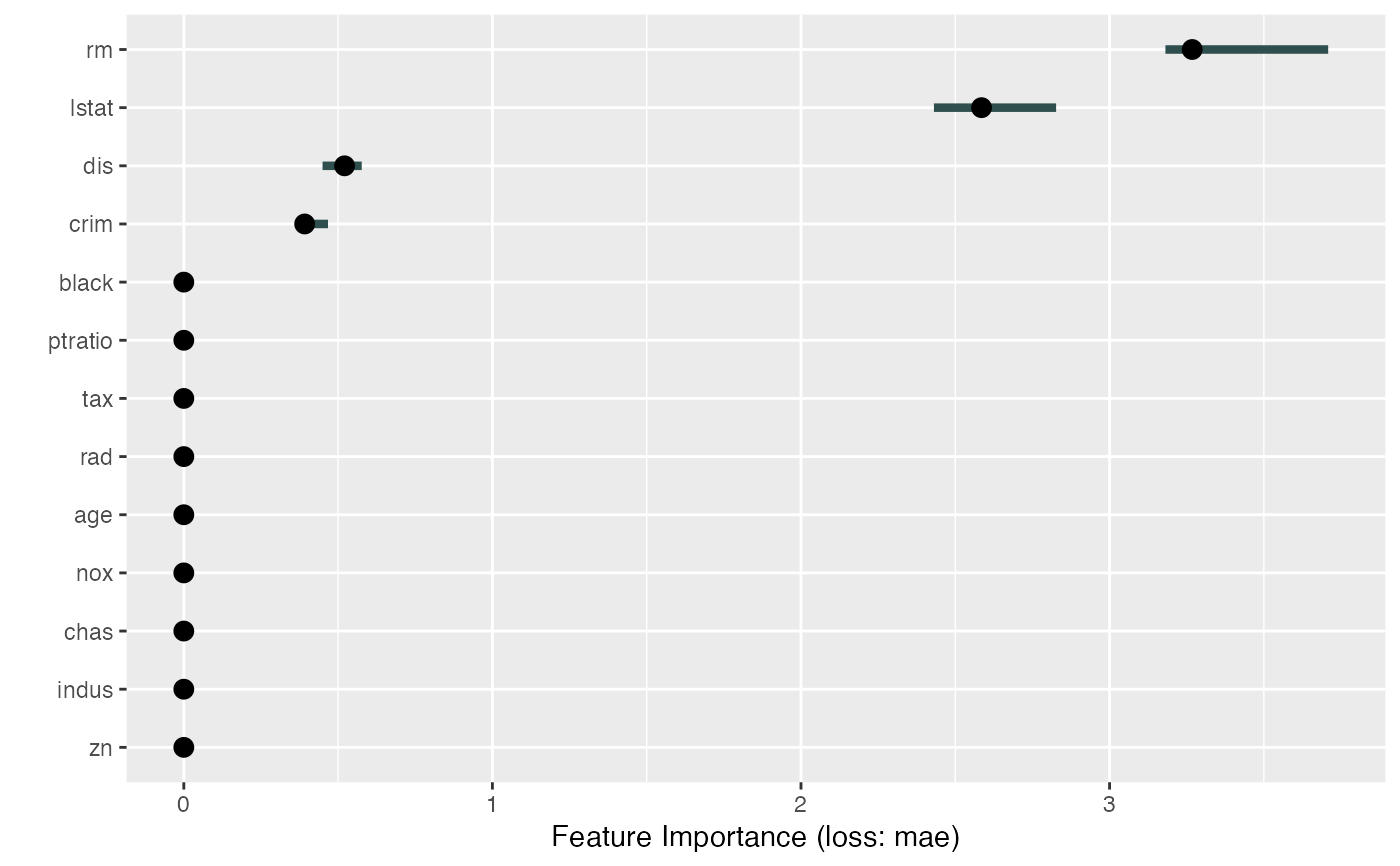 rm
lstat
dis
crim
black
ptratio
tax
rad
age
nox
chas
indus
zn
0 1 2 3
Feature Importance (loss: mae)